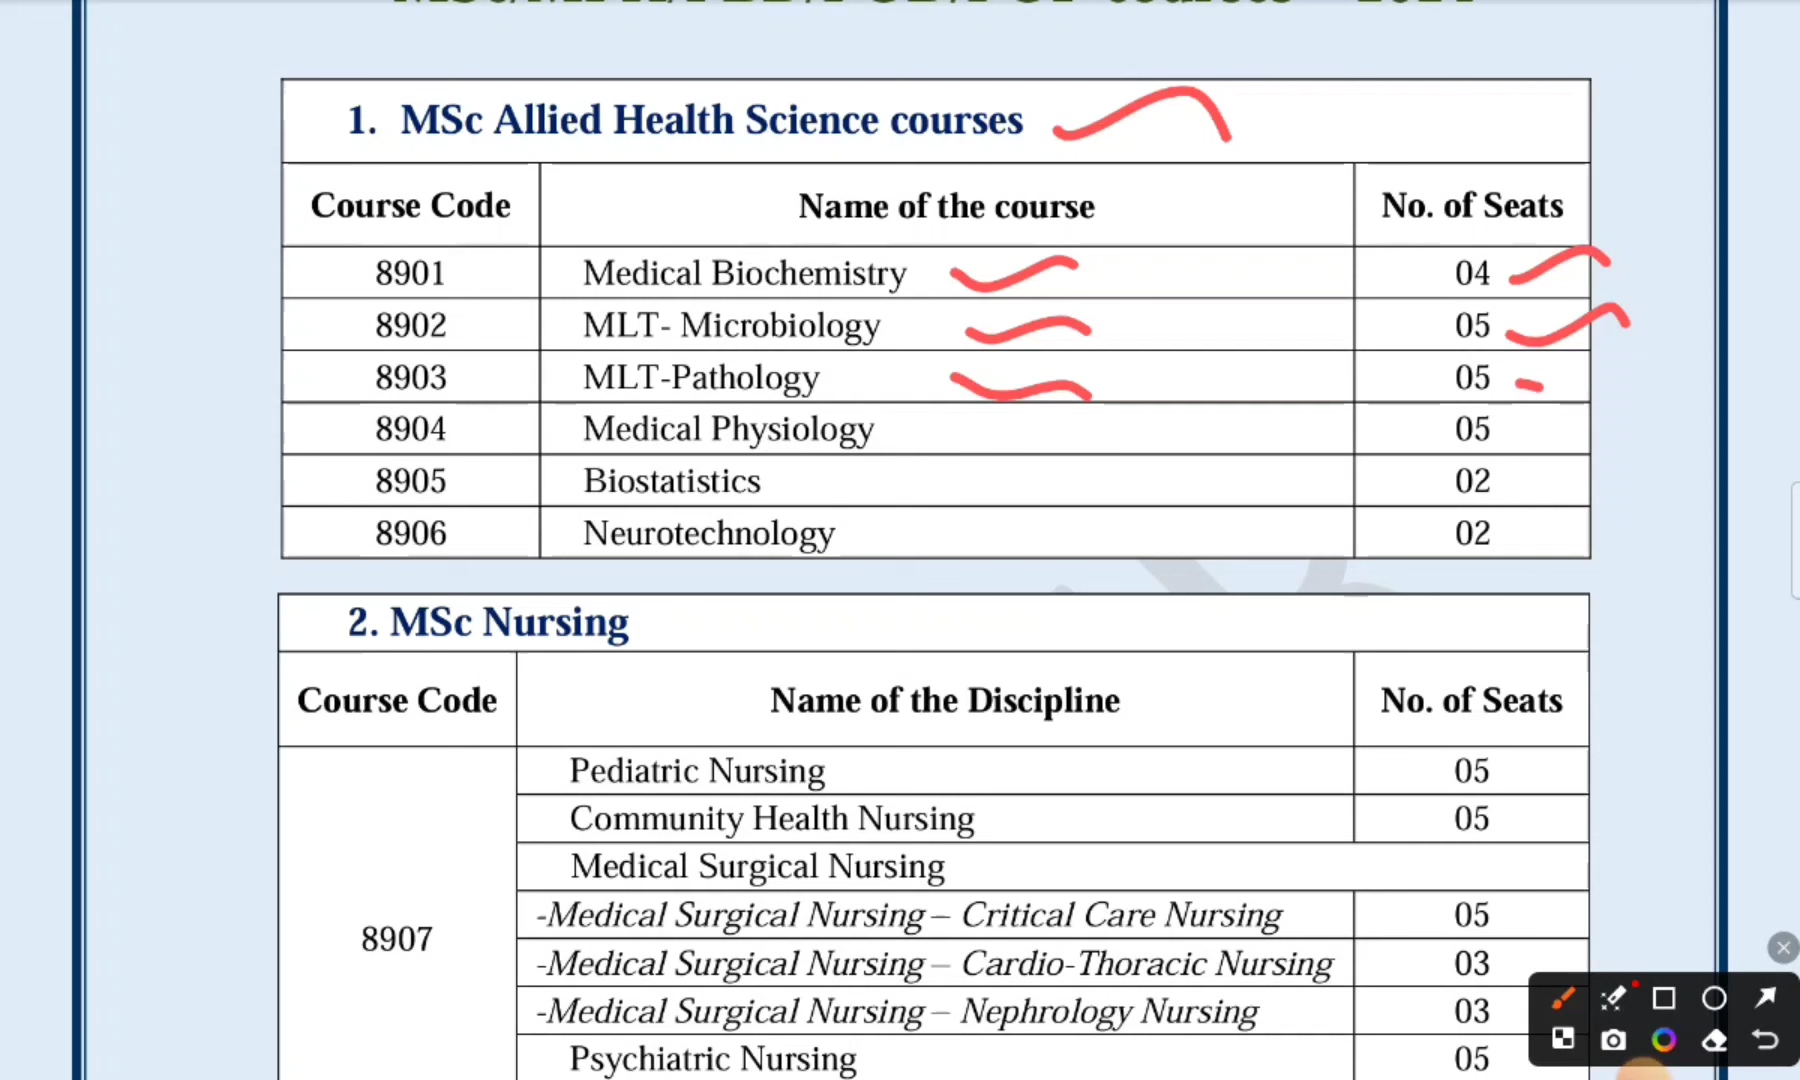 1. MSc Allied Health Science courses
Course Code Name of the course No. of Seats
8901 Medical Biochemistry 04
8902 MLT- Microbiology 05
8903 MLT-Pathology 05
8904 Medical Physiology 05
8905 Biostatistics 02
8906 Neurotechnology 02
2. MSc Nursing
Course Code Name of the Discipline No. of Seats
Pediatric Nursing 05
Community Health Nursing 05
Medical Surgical Nursing
-Medical Surgical Nursing – Critical Care Nursing 05
8907
-Medical Surgical Nursing – Cardio-Thoracic Nursing 03
-Medical Surgical Nursing – Nephrology Nursing 03
Psychiatric Nursing 05